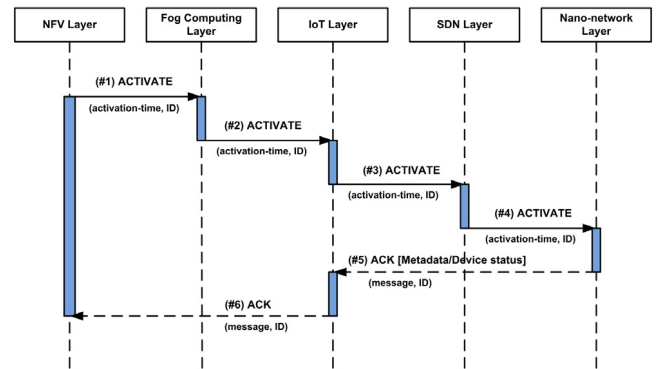 NFV Layer
Fog Computing
Layer
IoT Layer
SDN Layer
Nano-network
Layer
(#1) ACTIVATE
(activation-time, ID)
(#2) ACTIVATE
(activation-time, ID)
(#3) ACTIVATE
(activation-time, ID)
(#4) ACTIVATE
(activation-time, ID)
(#5) ACK [Metadata/Device status]
(message, ID)
(#6) ACK
(message, ID)